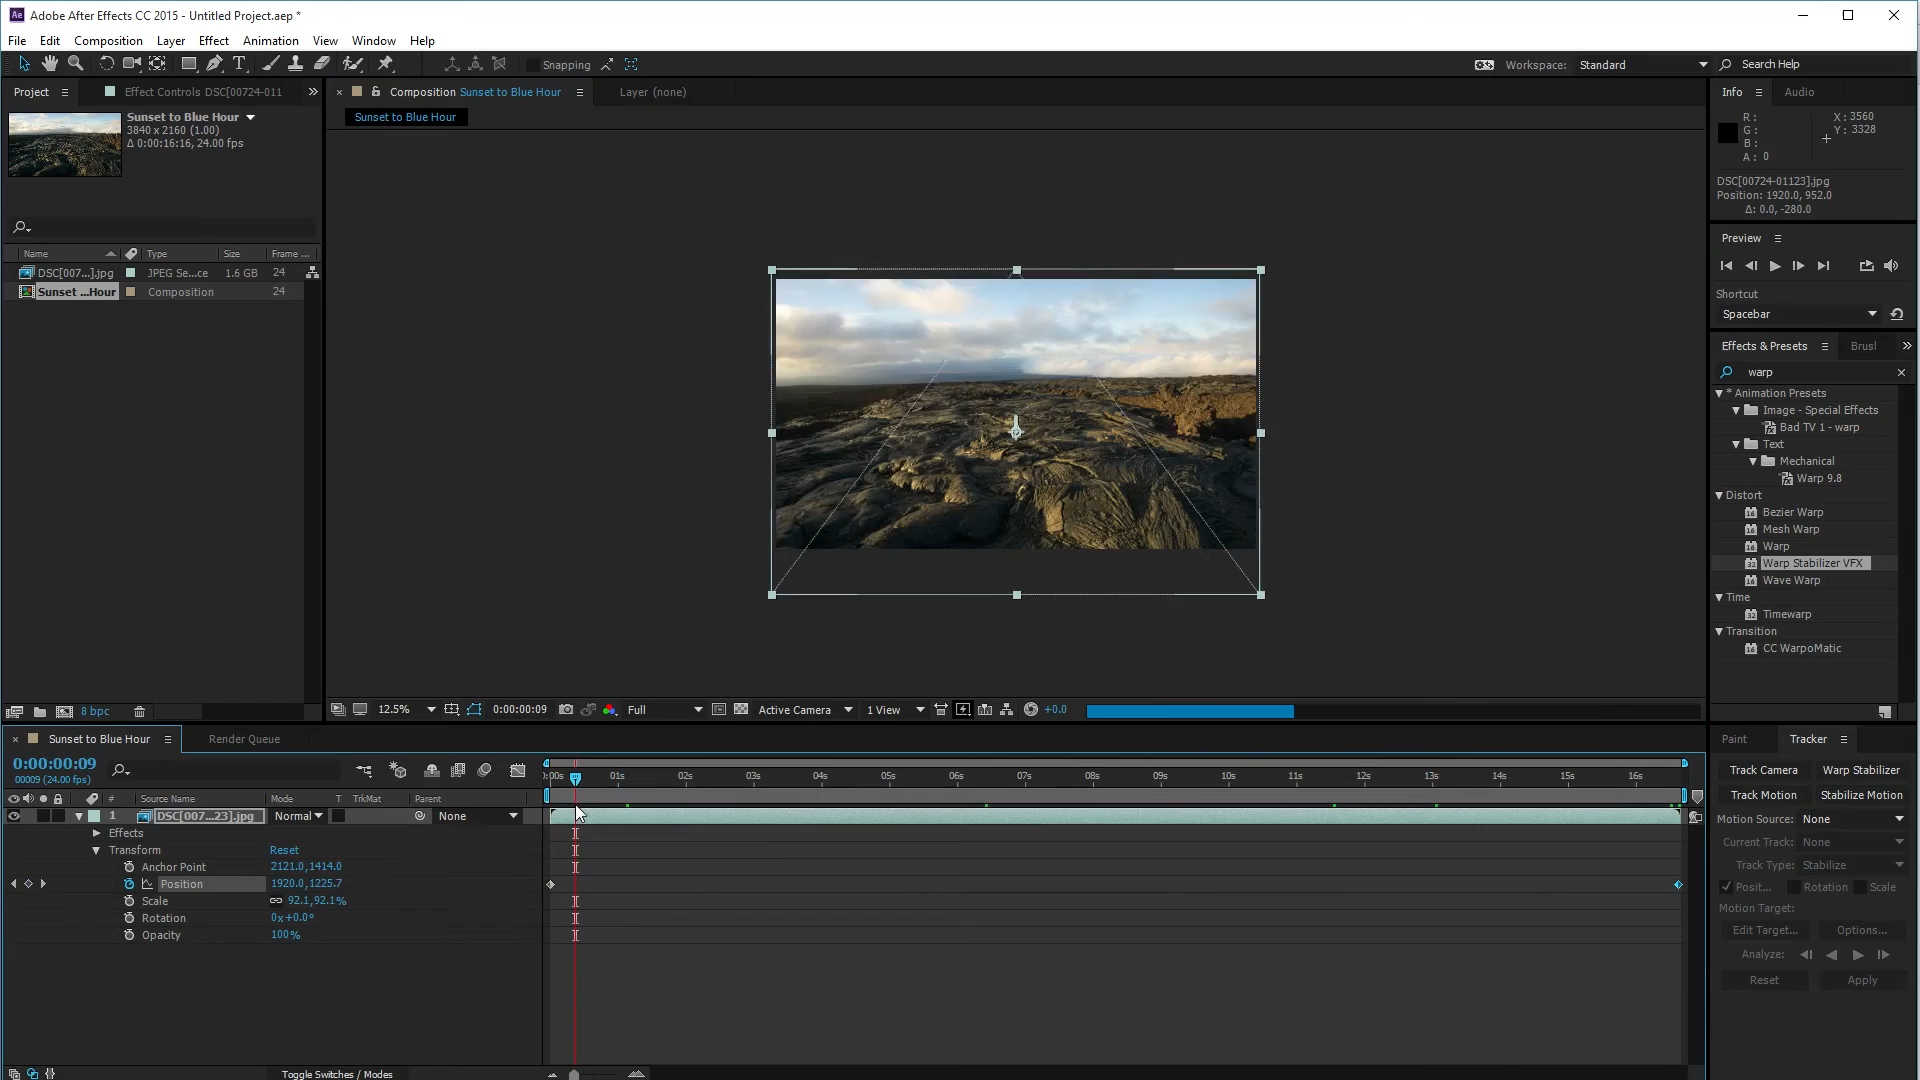 Adobe After Effects CC 2015 - Untitled Project.aep *
File Edit Composition Layer Effect Animation View Window Help
Snapping Workspace: Standard Search Help
Project Effect Controls DSC[00724-011 Composition Sunset to Blue Hour Layer (none) Info Audio
Sunset to Blue Hour
3840 x 2160 (1.00)
Δ 0:00:16:16, 24.00 fps
Sunset to Blue Hour
R :
G :
B :
A : 0
X : 3560
Y : 3328
DSC[00724-01123].jpg
Position: 1920.0, 952.0
Δ: 0.0, -280.0
Preview
Shortcut
Spacebar
Name Type Size Frame ...
DSC[007...].jpg JPEG Se...ce 1.6 GB 24
Sunset ...Hour Composition 24
Effects & Presets Brusl
warp
* Animation Presets
Image - Special Effects
Bad TV 1 - warp
Text
Mechanical
Warp 9.8
Distort
Bezier Warp
Mesh Warp
Warp
Warp Stabilizer VFX
Wave Warp
Time
Timewarp
Transition
CC WarpoMatic
8 bpc 12.5% 0:00:00:09 Full Active Camera 1 View +0.0
Sunset to Blue Hour Render Queue
0:00:00:09
00009 (24.00 fps)
:00s 01s 02s 03s 04s 05s 06s 07s 08s 09s 10s 11s 12s 13s 14s 15s 16s
# Source Name Mode T TrkMat Parent
1 DSC[007...23].jpg Normal None
Effects
Transform Reset
Anchor Point 2121.0,1414.0
Position 1920.0,1225.7
Scale 92.1,92.1%
Rotation 0x+0.0°
Opacity 100%
Toggle Switches / Modes
Paint Tracker
Track Camera Warp Stabilizer
Track Motion Stabilize Motion
Motion Source: None
Current Track: None
Track Type: Stabilize
Posit... Rotation Scale
Motion Target:
Edit Target... Options...
Analyze:
Reset Apply